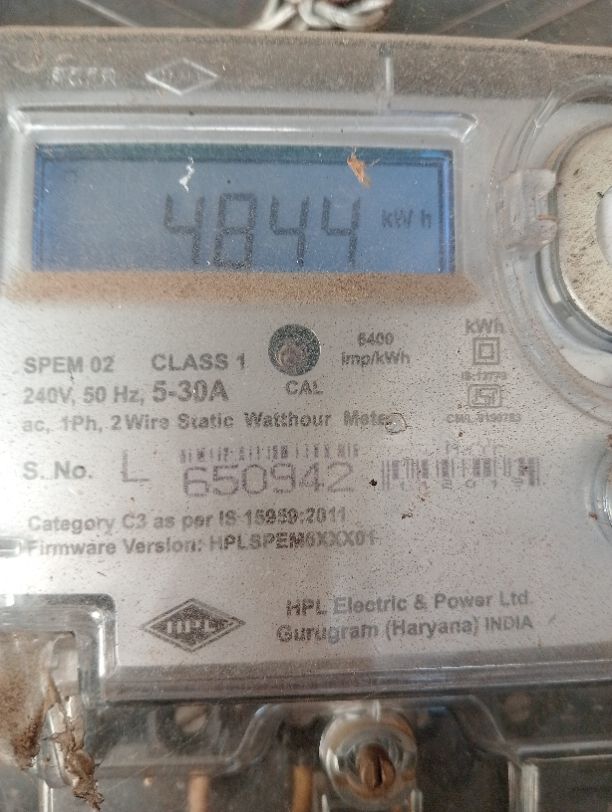 4844 kWh
6400
imp/kWh
kWh
SPEM 02 CLASS 1
240V, 50 Hz, 5-30A
CAL
ac, 1Ph, 2 Wire Static Watthour Meter
S. No. L 650942
Category C3 as per IS 15959:2011
Firmware Version: HPLSPEM0XXX01
HPL
HPL Electric & Power Ltd.
Gurugram (Haryana) INDIA